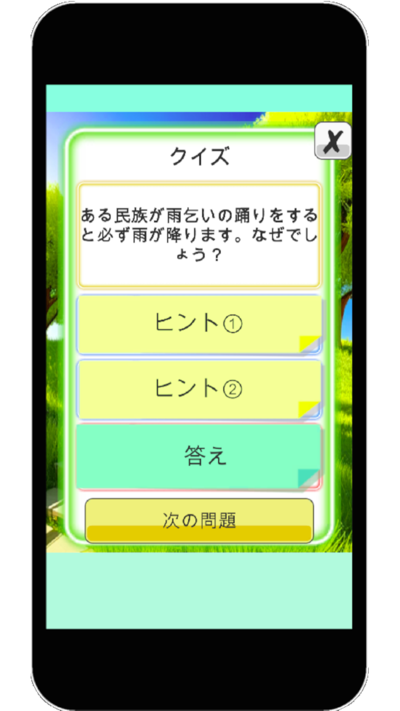 クイズ
ある民族が雨乞いの踊りをする
と必ず雨が降ります。なぜでし
ょう？
ヒント①
ヒント②
答え
次の問題